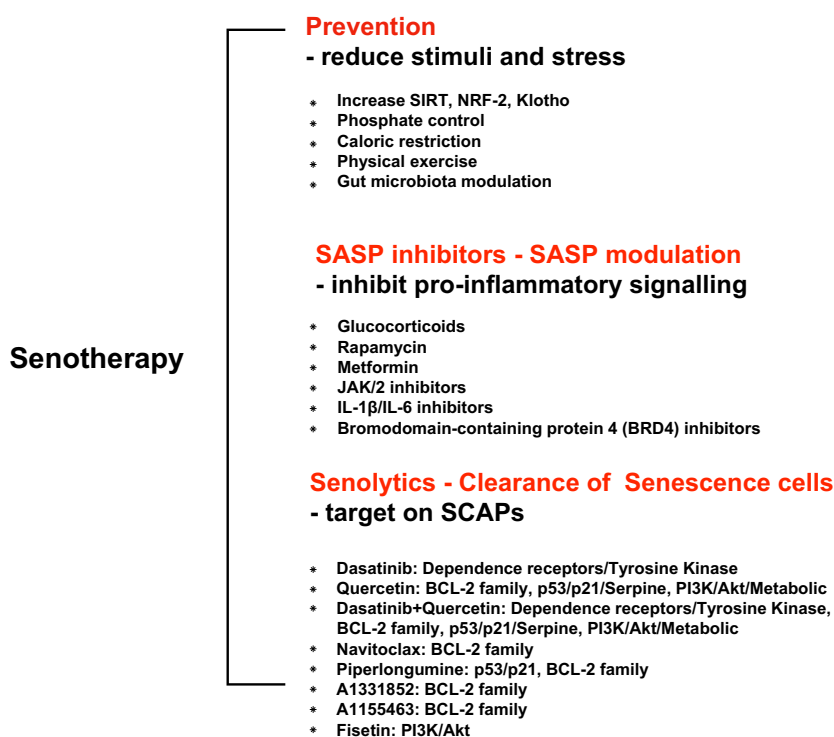 Prevention
- reduce stimuli and stress
* Increase SIRT, NRF-2, Klotho
* Phosphate control
* Caloric restriction
* Physical exercise
* Gut microbiota modulation
SASP inhibitors - SASP modulation
- inhibit pro-inflammatory signalling
* Glucocorticoids
* Rapamycin
* Metformin
* JAK/2 inhibitors
* IL-1β/IL-6 inhibitors
* Bromodomain-containing protein 4 (BRD4) inhibitors
Senotherapy
Senolytics - Clearance of Senescence cells
- target on SCAPs
* Dasatinib: Dependence receptors/Tyrosine Kinase
* Quercetin: BCL-2 family, p53/p21/Serpine, PI3K/Akt/Metabolic
* Dasatinib+Quercetin: Dependence receptors/Tyrosine Kinase,
BCL-2 family, p53/p21/Serpine, PI3K/Akt/Metabolic
* Navitoclax: BCL-2 family
* Piperlongumine: p53/p21, BCL-2 family
* A1331852: BCL-2 family
* A1155463: BCL-2 family
* Fisetin: PI3K/Akt